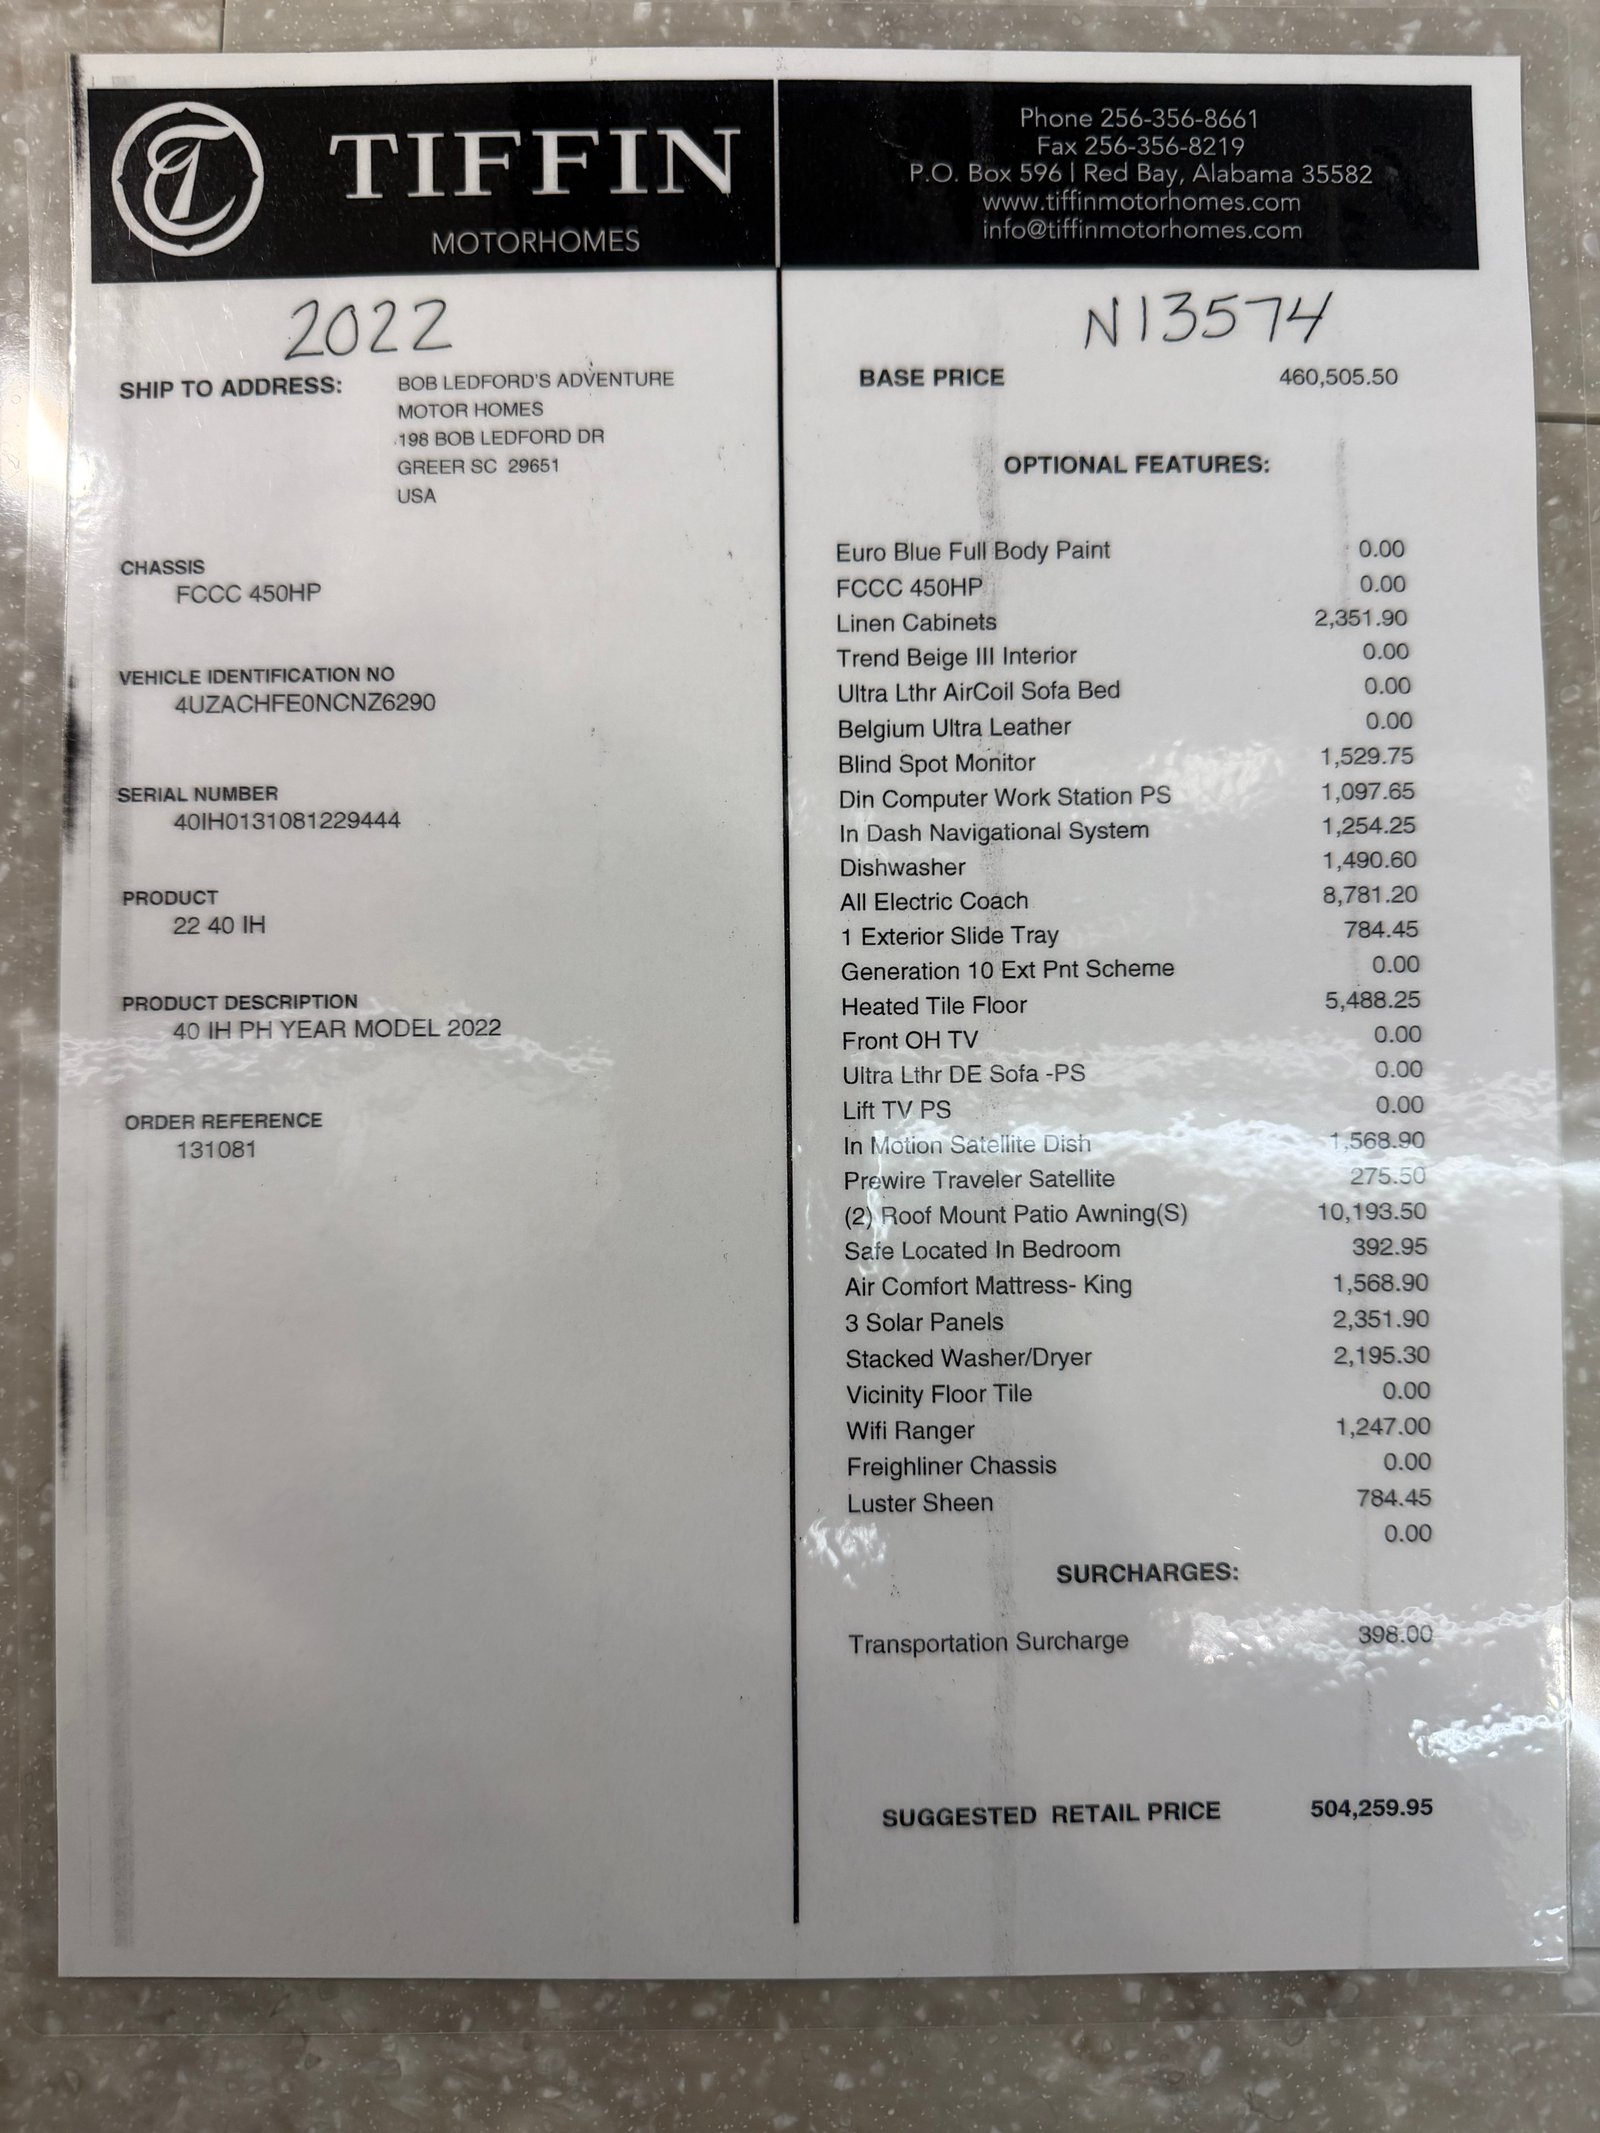 TIFFIN
MOTORHOMES
Phone 256-356-8661
Fax 256-356-8219
P.O. Box 596 | Red Bay, Alabama 35582
www.tiffinmotorhomes.com
info@tiffinmotorhomes.com
2022
SHIP TO ADDRESS: BOB LEDFORD'S ADVENTURE
MOTOR HOMES
198 BOB LEDFORD DR
GREER SC 29651
USA
CHASSIS
FCCC 450HP
VEHICLE IDENTIFICATION NO
4UZACHFE0NCNZ6290
SERIAL NUMBER
40IH0131081229444
PRODUCT
22 40 IH
PRODUCT DESCRIPTION
40 IH PH YEAR MODEL 2022
ORDER REFERENCE
131081
N13574
BASE PRICE 460,505.50
OPTIONAL FEATURES:
Euro Blue Full Body Paint 0.00
FCCC 450HP 0.00
Linen Cabinets 2,351.90
Trend Beige III Interior 0.00
Ultra Lthr AirCoil Sofa Bed 0.00
Belgium Ultra Leather 0.00
Blind Spot Monitor 1,529.75
Din Computer Work Station PS 1,097.65
In Dash Navigational System 1,254.25
Dishwasher 1,490.60
All Electric Coach 8,781.20
1 Exterior Slide Tray 784.45
Generation 10 Ext Pnt Scheme 0.00
Heated Tile Floor 5,488.25
Front OH TV 0.00
Ultra Lthr DE Sofa -PS 0.00
Lift TV PS 0.00
In Motion Satellite Dish 1,568.90
Prewire Traveler Satellite 275.50
(2) Roof Mount Patio Awning(S) 10,193.50
Safe Located In Bedroom 392.95
Air Comfort Mattress- King 1,568.90
3 Solar Panels 2,351.90
Stacked Washer/Dryer 2,195.30
Vicinity Floor Tile 0.00
Wifi Ranger 1,247.00
Freighliner Chassis 0.00
Luster Sheen 784.45
0.00
SURCHARGES:
Transportation Surcharge 398.00
SUGGESTED RETAIL PRICE 504,259.95